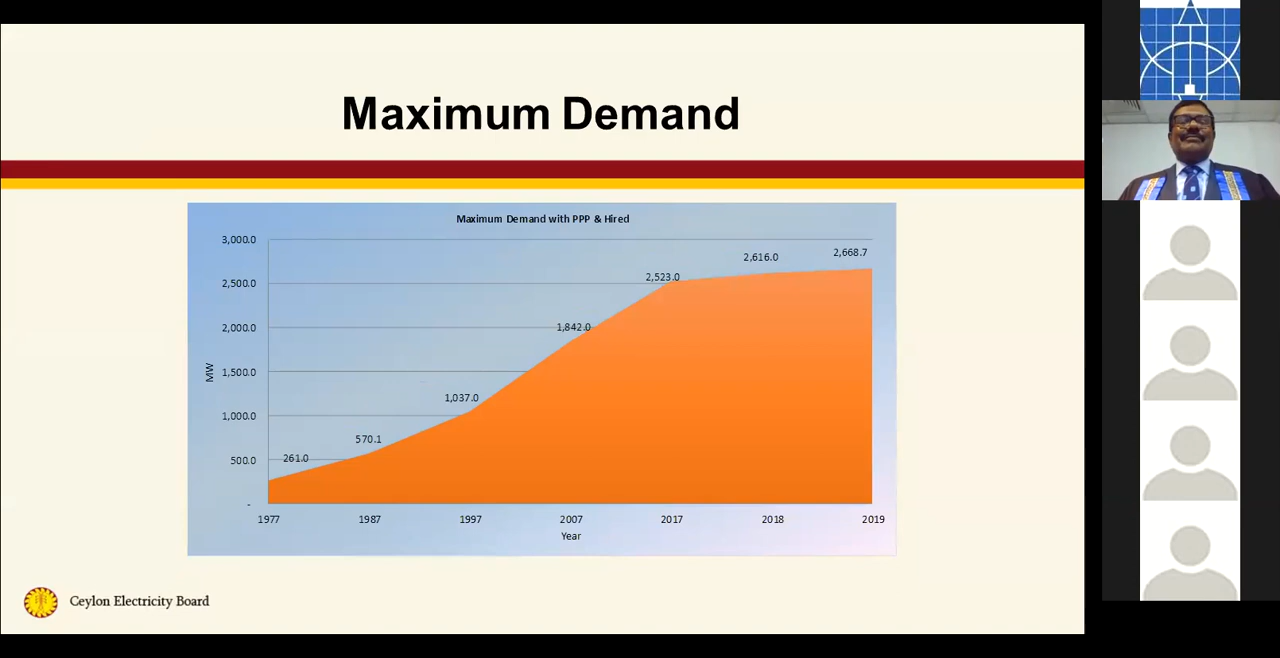 Maximum Demand
Maximum Demand with PPP & Hired
3,000.0
2,500.0
2,000.0
1,500.0
1,000.0
500.0
-
MW
261.0
570.1
1,037.0
1,842.0
2,523.0
2,616.0
2,668.7
1977 1987 1997 2007 2017 2018 2019
Year
Ceylon Electricity Board